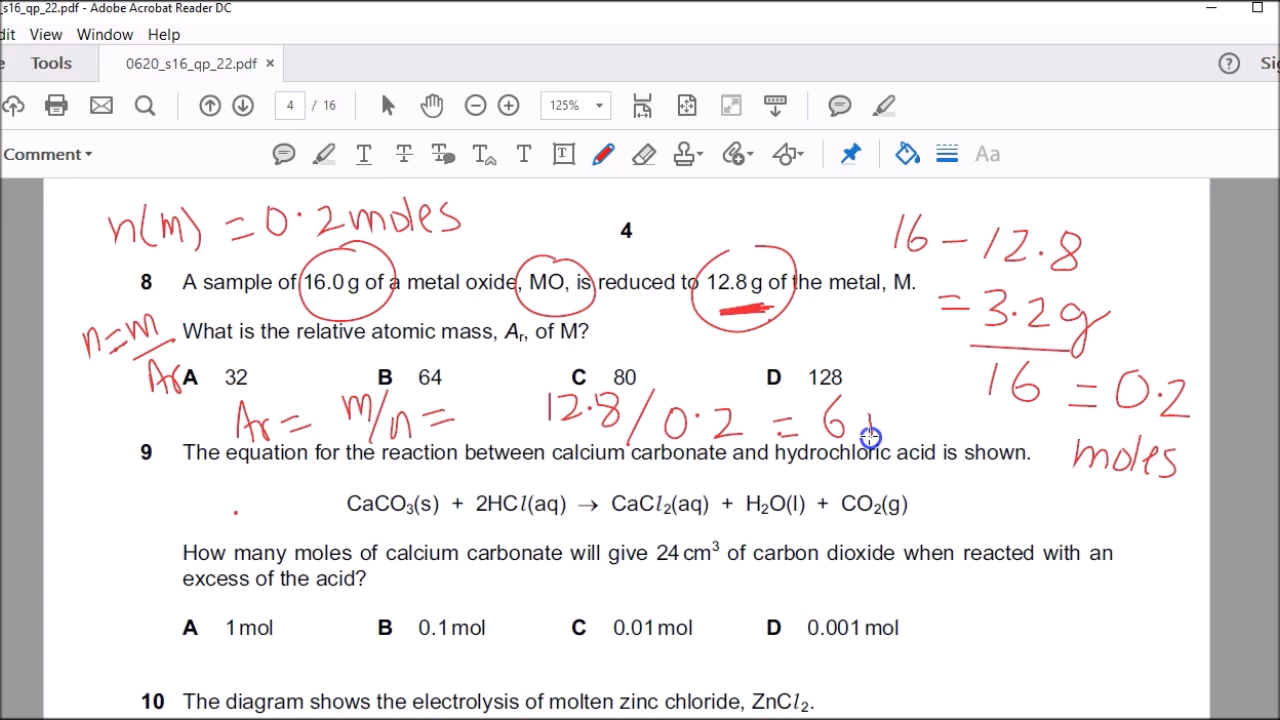 _s16_qp_22.pdf - Adobe Acrobat Reader DC
dit View Window Help
e Tools 0620_s16_qp_22.pdf × ? Sig
4 / 16 125%
Comment T T T T T T Aa
n(M) = 0.2 moles
4
16 - 12.8
8 A sample of 16.0 g of a metal oxide, MO, is reduced to 12.8 g of the metal, M.
= 3.2g
n=m/Ar
What is the relative atomic mass, Ar, of M?
16 = 0.2
moles
A 32 B 64 C 80 D 128
Ar = m/n = 12.8/0.2 = 6
9 The equation for the reaction between calcium carbonate and hydrochloric acid is shown.
CaCO3(s) + 2HCl(aq) → CaCl2(aq) + H2O(l) + CO2(g)
How many moles of calcium carbonate will give 24 cm³ of carbon dioxide when reacted with an
excess of the acid?
A 1 mol B 0.1 mol C 0.01 mol D 0.001 mol
10 The diagram shows the electrolysis of molten zinc chloride, ZnCl2.